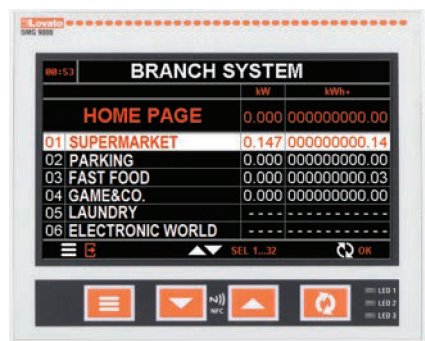 Lovato
DMG 9000
00:53 BRANCH SYSTEM
kW kWh+
HOME PAGE 0.000 000000000.00
01 SUPERMARKET 0.147 000000000.14
02 PARKING 0.000 000000000.00
03 FAST FOOD 0.000 000000000.03
04 GAME&CO. 0.000 000000000.00
05 LAUNDRY ---- ------------
06 ELECTRONIC WORLD ---- ------------
SEL 1...32 OK
NFC
LED 1
LED 2
LED 3